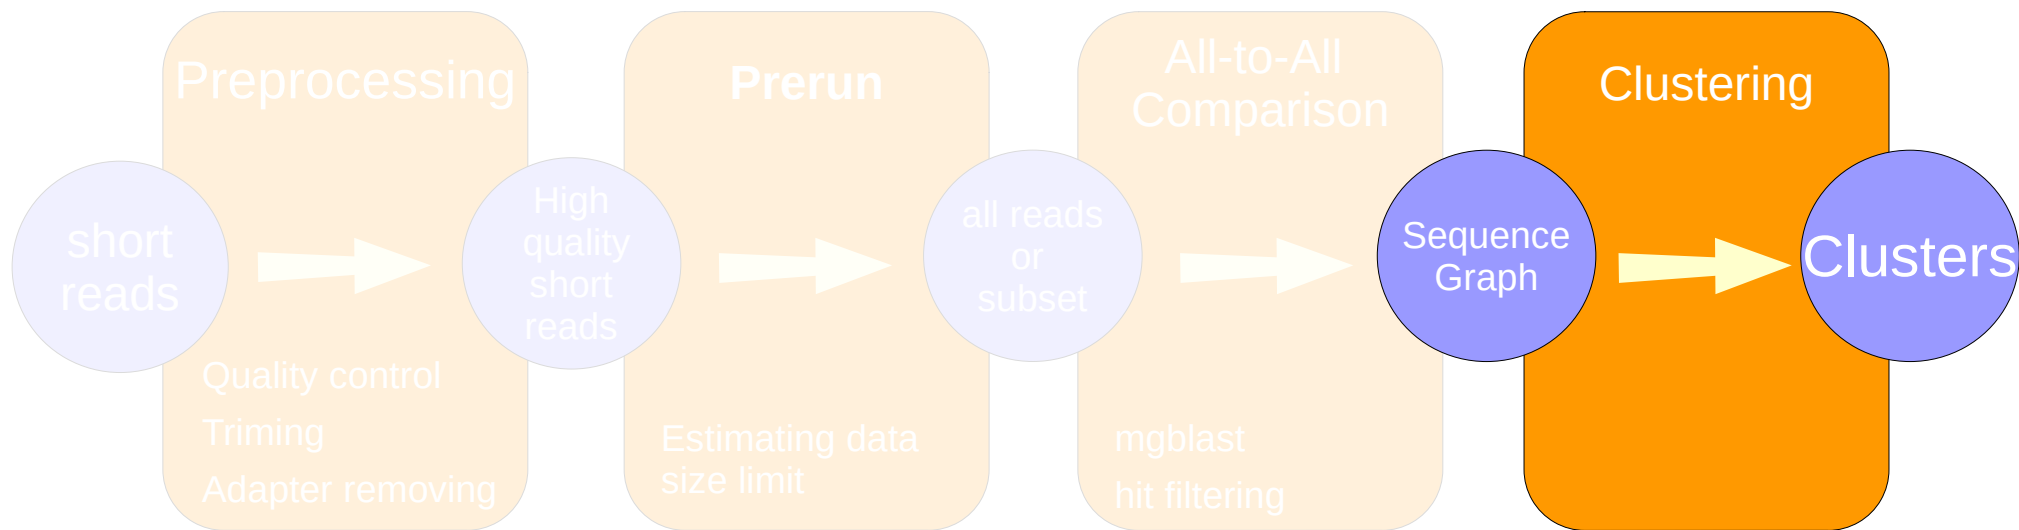 Preprocessing
short
reads
Quality control
Triming
Adapter removing
High
quality
short
reads
Prerun
Estimating data
size limit
all reads
or
subset
All-to-All
Comparison
mgblast
hit filtering
Sequence
Graph
Clustering
Clusters